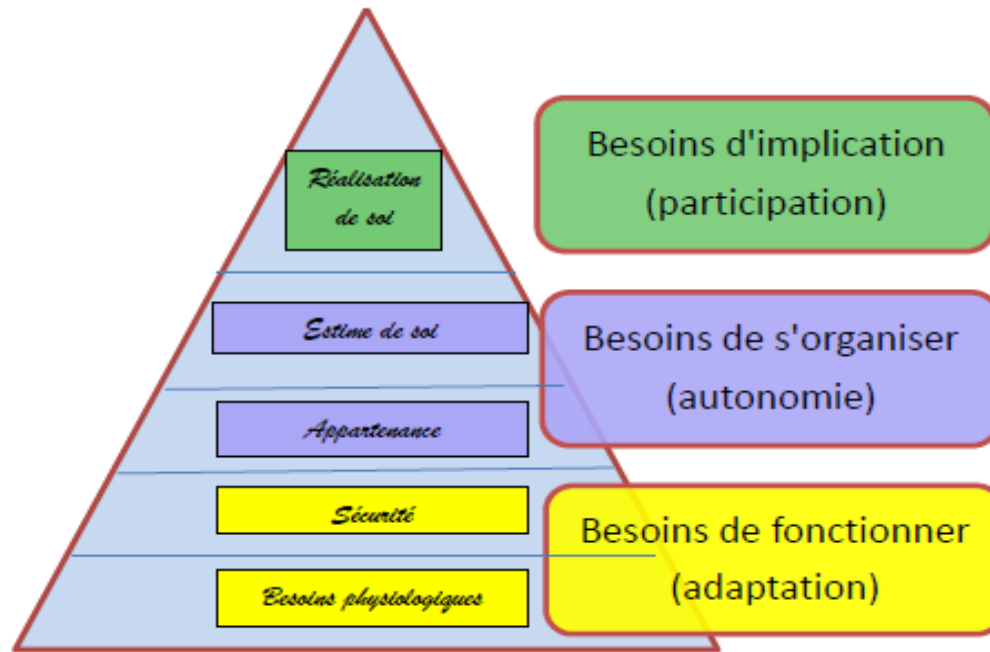 Réalisation
de soi
Besoins d'implication
(participation)
Estime de soi
Besoins de s'organiser
(autonomie)
Appartenance
Sécurité
Besoins de fonctionner
(adaptation)
Besoins physiologiques